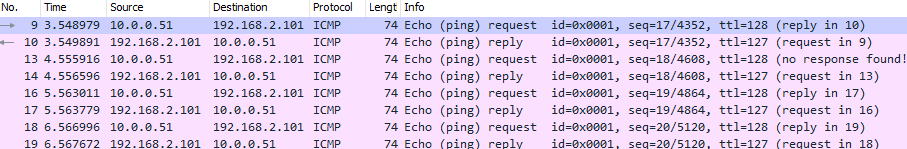 No. Time Source Destination Protocol Lengt Info
9 3.548979 10.0.0.51 192.168.2.101 ICMP 74 Echo (ping) request id=0x0001, seq=17/4352, ttl=128 (reply in 10)
10 3.549891 192.168.2.101 10.0.0.51 ICMP 74 Echo (ping) reply id=0x0001, seq=17/4352, ttl=127 (request in 9)
13 4.555916 10.0.0.51 192.168.2.101 ICMP 74 Echo (ping) request id=0x0001, seq=18/4608, ttl=128 (no response found!
14 4.556596 192.168.2.101 10.0.0.51 ICMP 74 Echo (ping) reply id=0x0001, seq=18/4608, ttl=127 (request in 13)
16 5.563011 10.0.0.51 192.168.2.101 ICMP 74 Echo (ping) request id=0x0001, seq=19/4864, ttl=128 (reply in 17)
17 5.563779 192.168.2.101 10.0.0.51 ICMP 74 Echo (ping) reply id=0x0001, seq=19/4864, ttl=127 (request in 16)
18 6.566996 10.0.0.51 192.168.2.101 ICMP 74 Echo (ping) request id=0x0001, seq=20/5120, ttl=128 (reply in 19)
19 6.567672 192.168.2.101 10.0.0.51 ICMP 74 Echo (ping) reply id=0x0001, seq=20/5120, ttl=127 (request in 18)